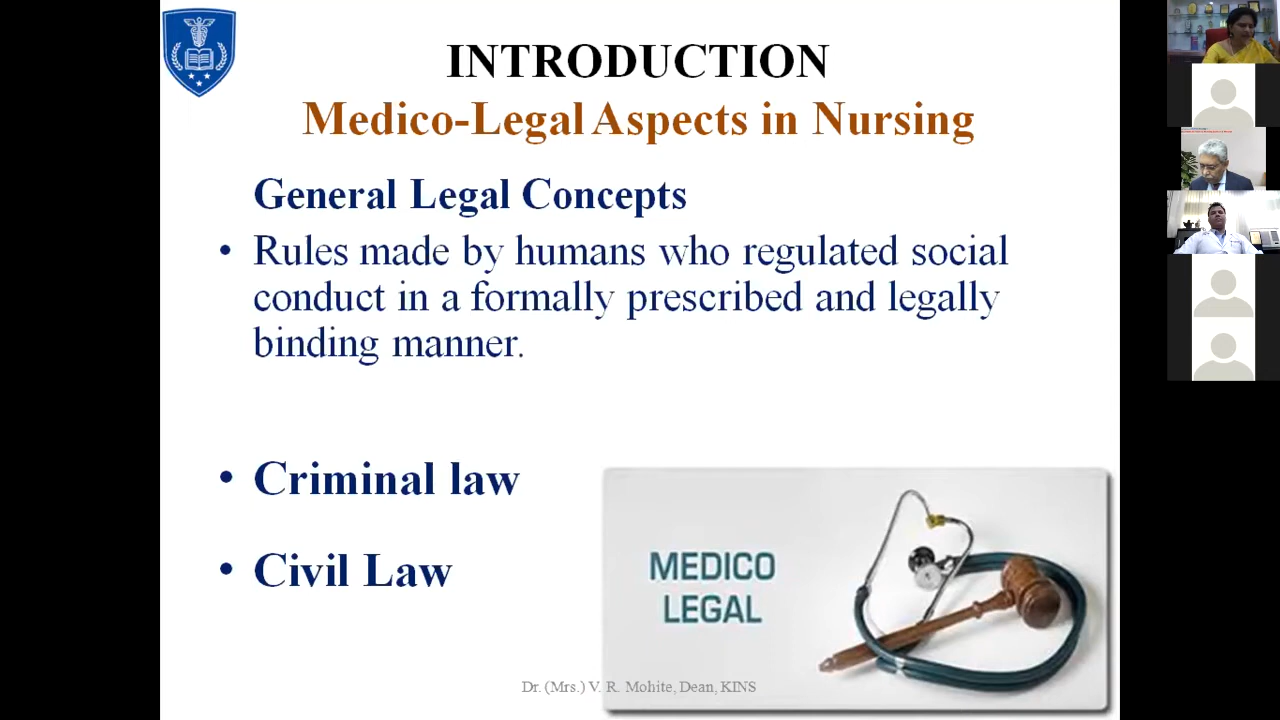 INTRODUCTION
Medico-Legal Aspects in Nursing
General Legal Concepts
• Rules made by humans who regulated social
conduct in a formally prescribed and legally
binding manner.
• Criminal law
• Civil Law
MEDICO
LEGAL
Dr. (Mrs.) V. R. Mohite, Dean, KINS